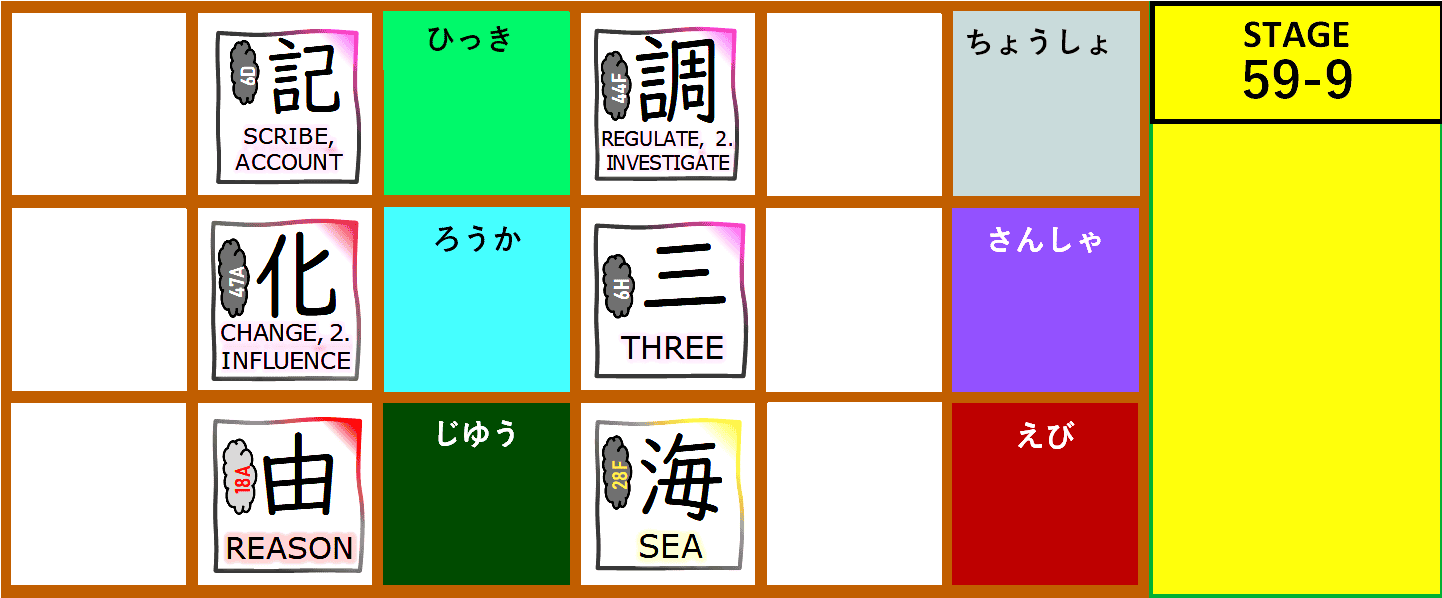 6D
記
SCRIBE,
ACCOUNT
ひっき
44F
調
REGULATE, 2.
INVESTIGATE
ちょうしょ
STAGE
59-9
47A
化
CHANGE, 2.
INFLUENCE
ろうか
6H
三
THREE
さんしゃ
18A
由
REASON
じゆう
28F
海
SEA
えび